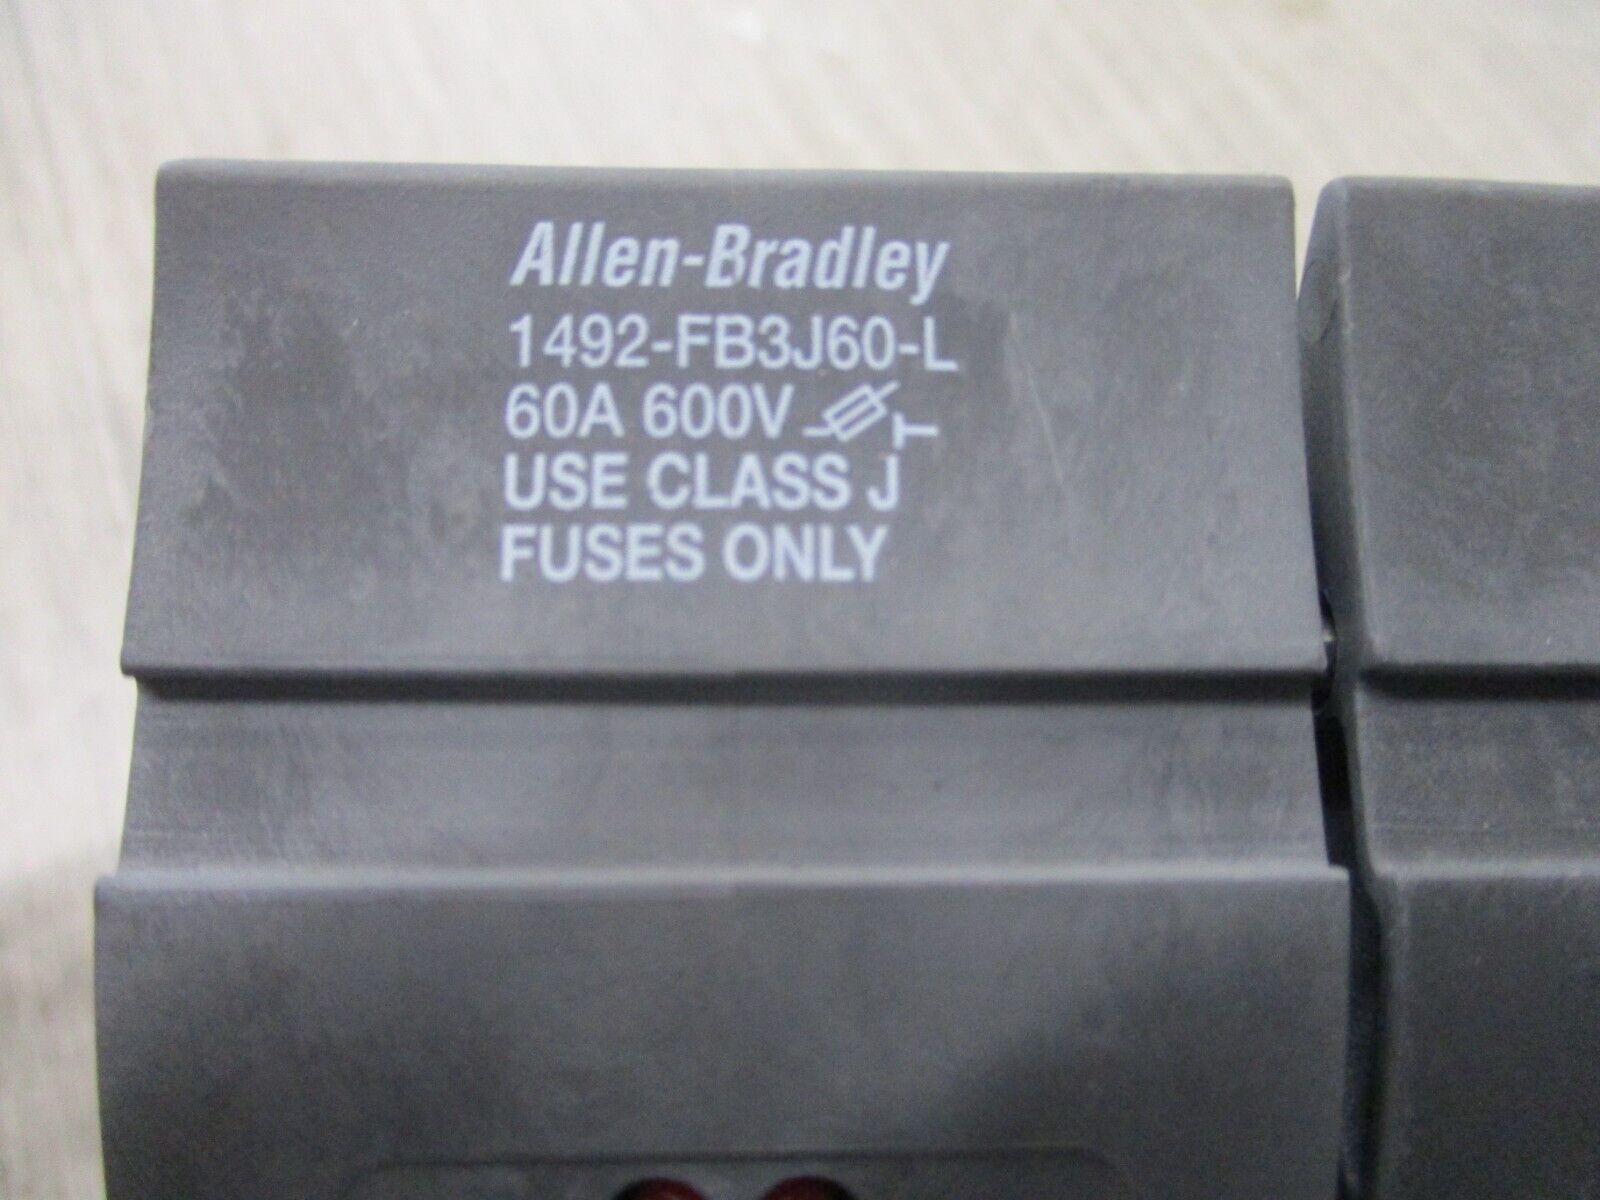 Allen-Bradley
1492-FB3J60-L
60A 600V
USE CLASS J
FUSES ONLY